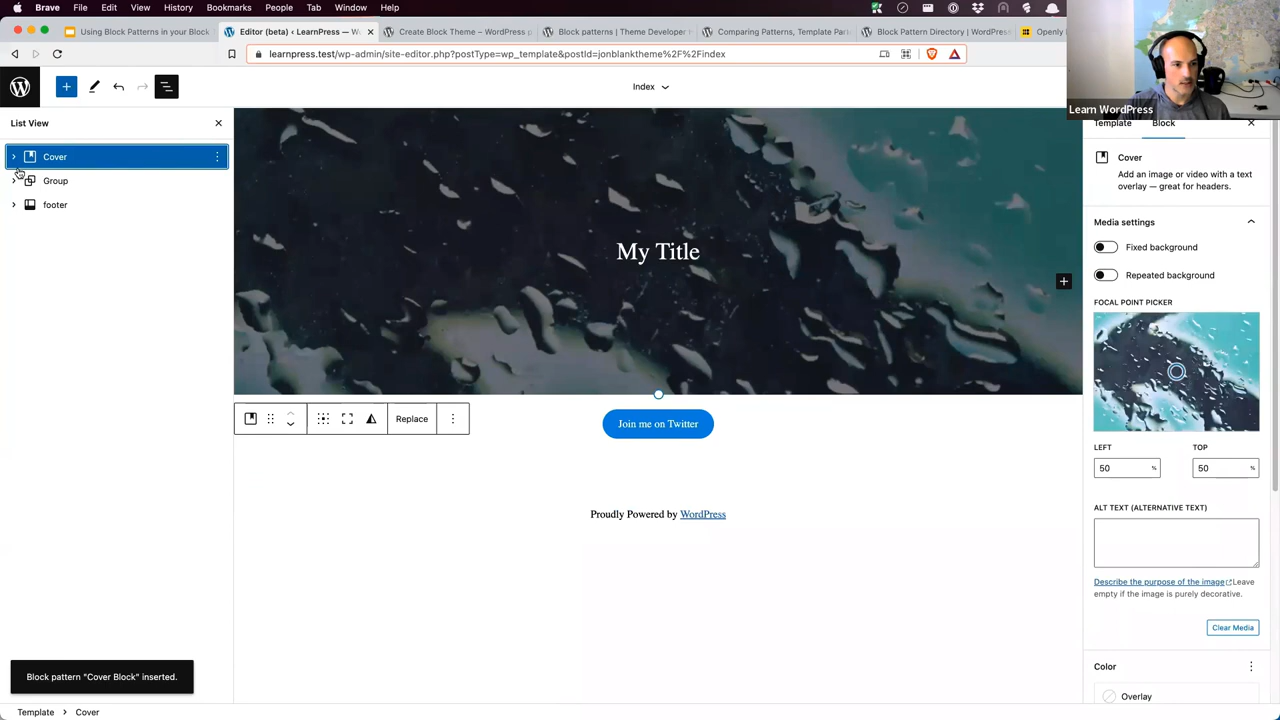 Brave File Edit View History Bookmarks People Tab Window Help
Using Block Patterns in your Block
Editor (beta) ‹ LearnPress — Wo
Create Block Theme – WordPress p
Block patterns | Theme Developer
Comparing Patterns, Template Part
Block Pattern Directory | WordPress
Openly
learnpress.test/wp-admin/site-editor.php?postType=wp_template&postId=jonblanktheme%2F%2Findex
Learn WordPress
Index
List View
Cover
Group
footer
My Title
Replace
Join me on Twitter
Proudly Powered by WordPress
Template Block
Cover
Add an image or video with a text
overlay — great for headers.
Media settings
Fixed background
Repeated background
FOCAL POINT PICKER
LEFT TOP
50 % 50 %
ALT TEXT (ALTERNATIVE TEXT)
Describe the purpose of the image Leave
empty if the image is purely decorative.
Clear Media
Color
Overlay
Block pattern "Cover Block" inserted.
Template > Cover